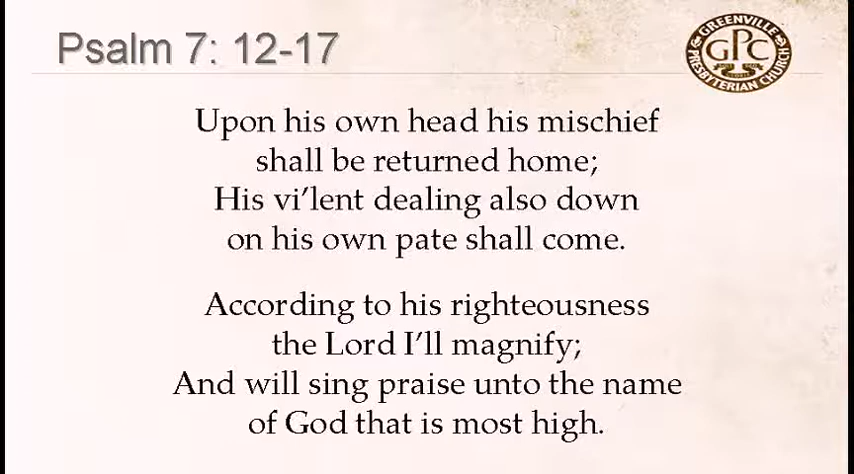 Psalm 7: 12-17
GREENVILLE
GPC
PRESBYTERIAN CHURCH
Upon his own head his mischief
shall be returned home;
His vi’lent dealing also down
on his own pate shall come.
According to his righteousness
the Lord I’ll magnify;
And will sing praise unto the name
of God that is most high.